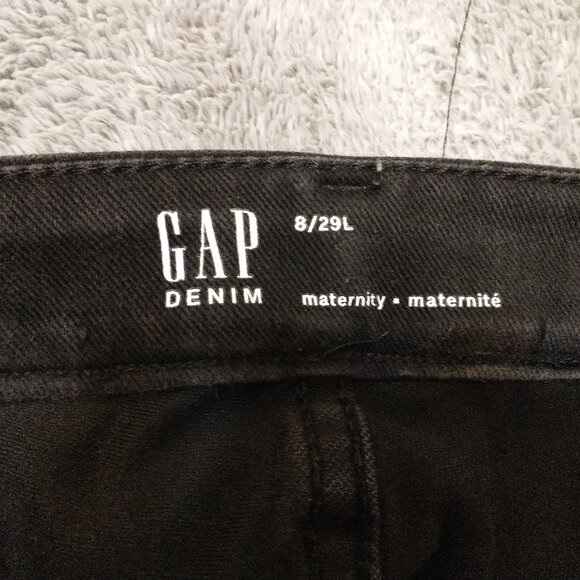 GAP
DENIM
8/29L
maternity • maternité